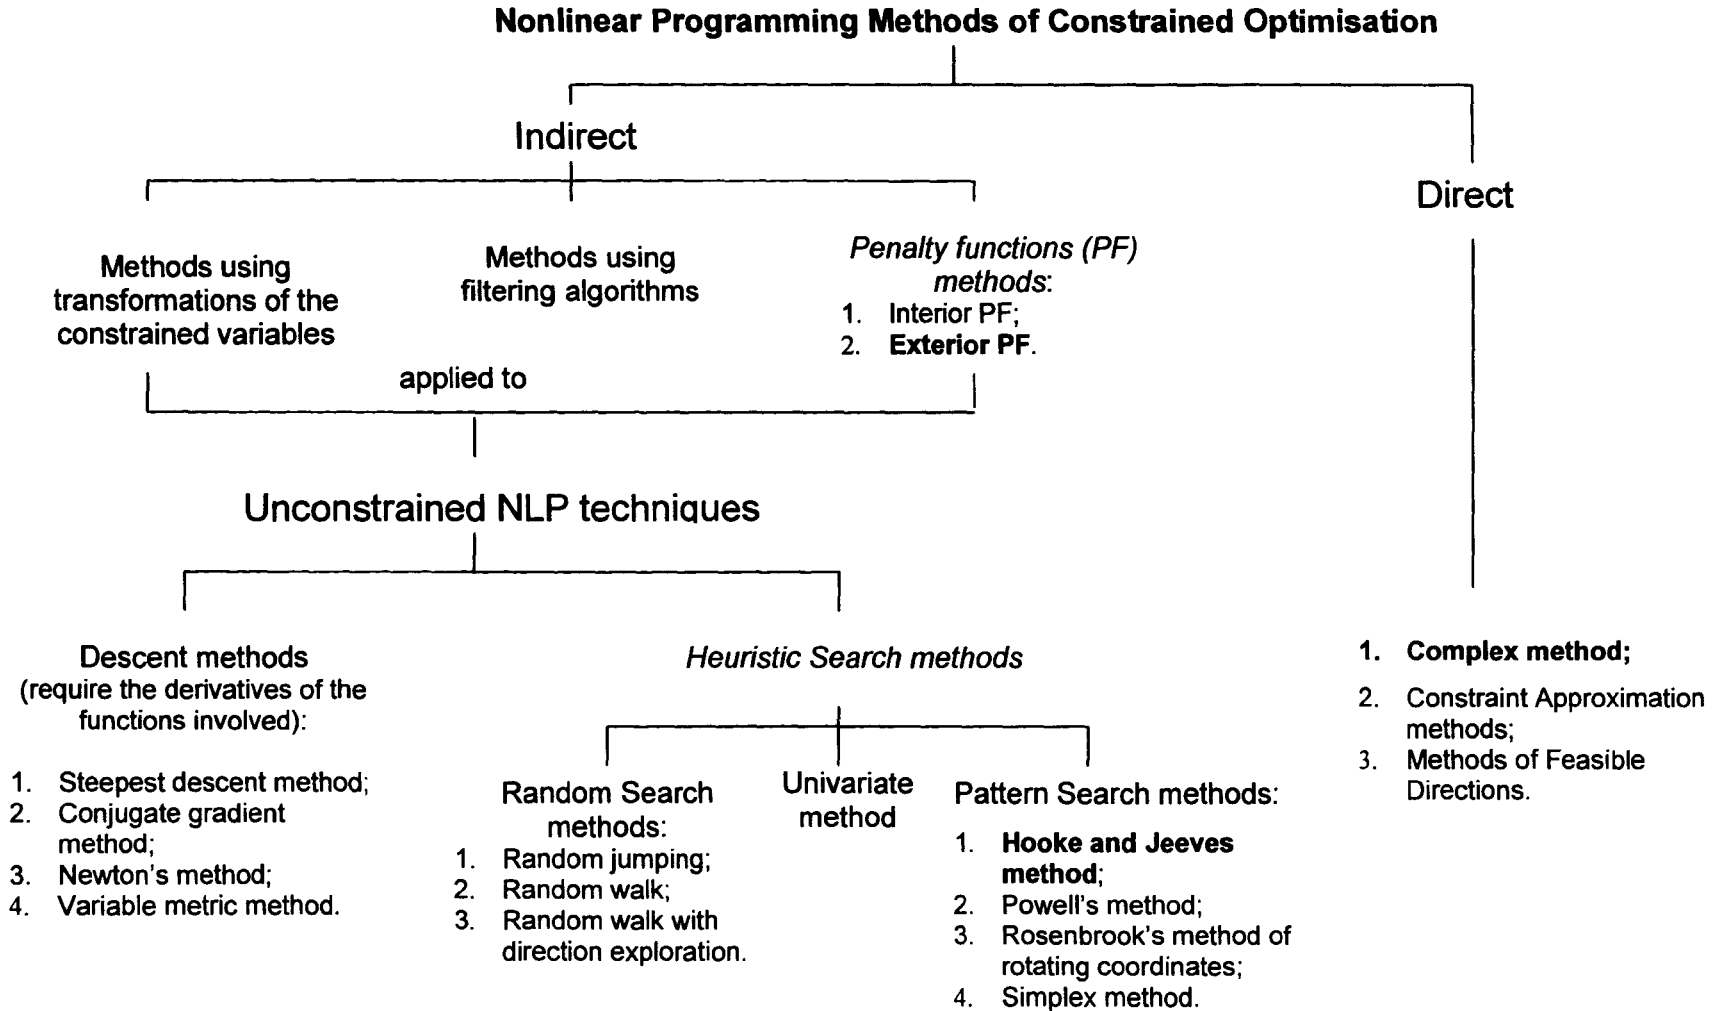 Nonlinear Programming Methods of Constrained Optimisation
Indirect
Direct
Methods using
transformations of the
constrained variables
Methods using
filtering algorithms
Penalty functions (PF)
methods:
1. Interior PF;
2. Exterior PF.
applied to
Unconstrained NLP techniques
Descent methods
(require the derivatives of the
functions involved):
1. Steepest descent method;
2. Conjugate gradient
method;
3. Newton's method;
4. Variable metric method.
Heuristic Search methods
Random Search
methods:
1. Random jumping;
2. Random walk;
3. Random walk with
direction exploration.
Univariate
method
Pattern Search methods:
1. Hooke and Jeeves
method;
2. Powell's method;
3. Rosenbrook's method of
rotating coordinates;
4. Simplex method.
1. Complex method;
2. Constraint Approximation
methods;
3. Methods of Feasible
Directions.